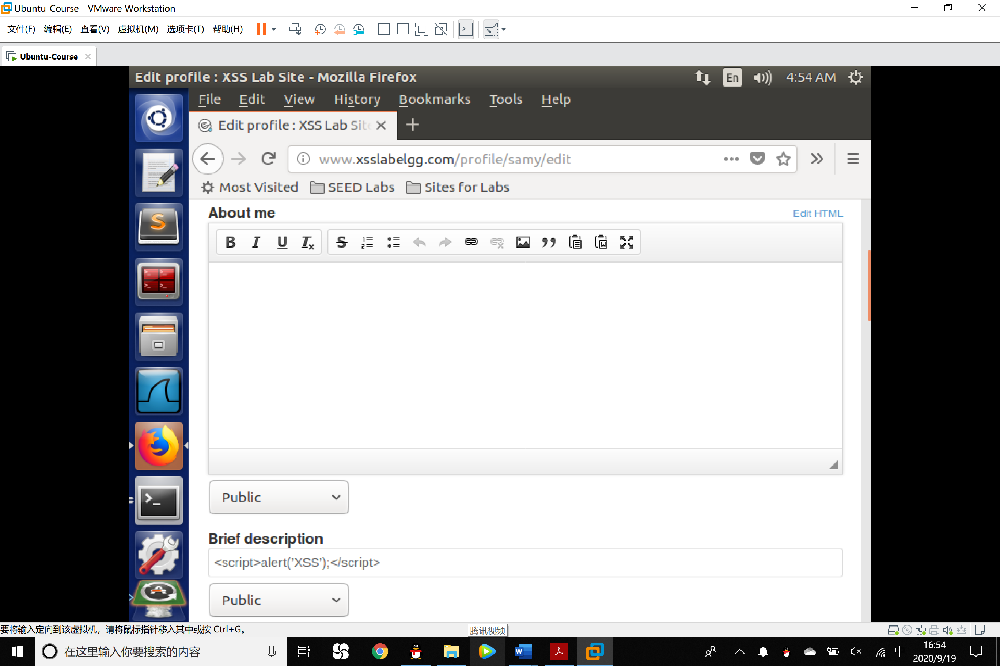 Ubuntu-Course - VMware Workstation
文件(F) 编辑(E) 查看(V) 虚拟机(M) 选项卡(T) 帮助(H)
Ubuntu-Course
Edit profile : XSS Lab Site - Mozilla Firefox
En
4:54 AM
File Edit View History Bookmarks Tools Help
Edit profile : XSS Lab Site
www.xsslabelgg.com/profile/samy/edit
Most Visited SEED Labs Sites for Labs
About me
Edit HTML
Public
Brief description
<script>alert(’XSS’);</script>
Public
要将输入定向到该虚拟机，请将鼠标指针移入其中或按 Ctrl+G。
腾讯视频
在这里输入你要搜索的内容
中
16:54
2020/9/19